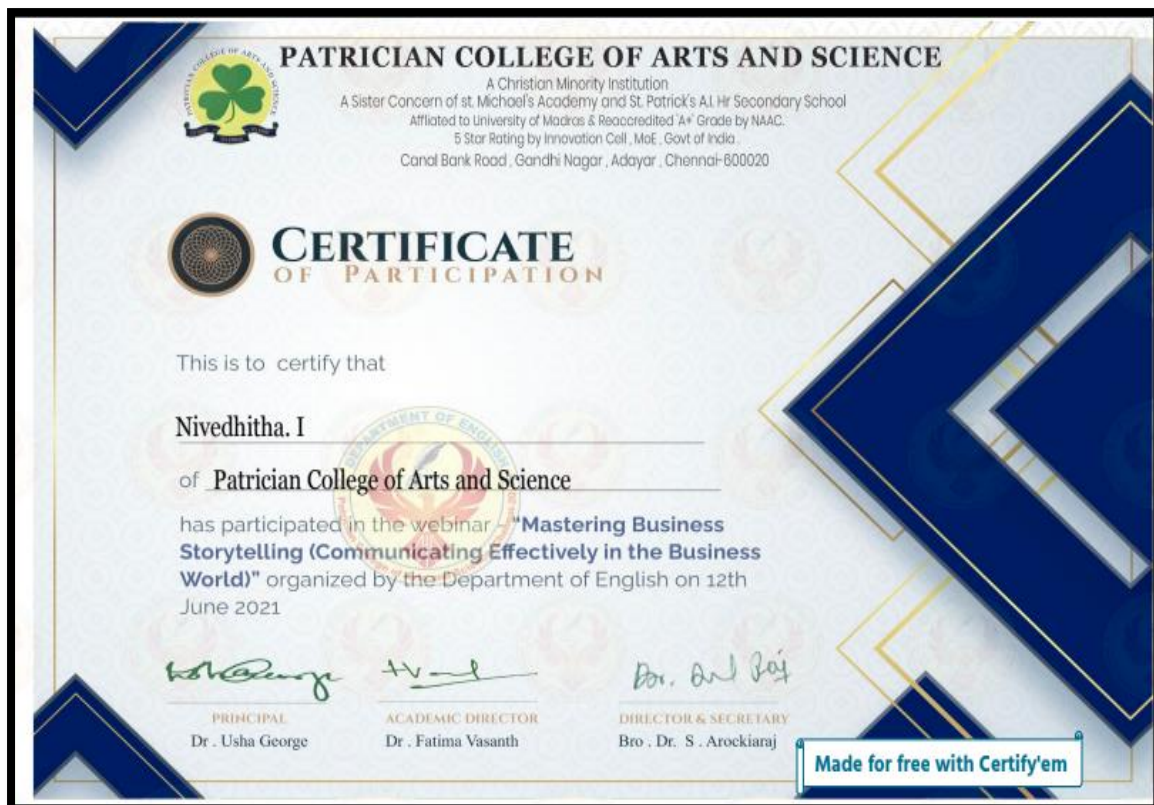 PATRICIAN COLLEGE OF ARTS AND SCIENCE
A Christian Minority Institution
A Sister Concern of st. Michael's Academy and St. Patrick's A.I. Hr Secondary School
Affliated to University of Madras & Reaccredited 'A+' Grade by NAAC.
5 Star Rating by Innovation Cell , MoE , Govt of India .
Canal Bank Road , Gandhi Nagar , Adayar , Chennai-600020
CERTIFICATE
OF PARTICIPATION
This is to certify that
Nivedhitha. I
DEPARTMENT OF ENGLISH
of Patrician College of Arts and Science
has participated in the webinar - "Mastering Business
Storytelling (Communicating Effectively in the Business
World)" organized by the Department of English on 12th
June 2021
PRINCIPAL ACADEMIC DIRECTOR DIRECTOR & SECRETARY
Dr . Usha George Dr . Fatima Vasanth Bro . Dr. S . Arockiaraj
Made for free with Certify'em